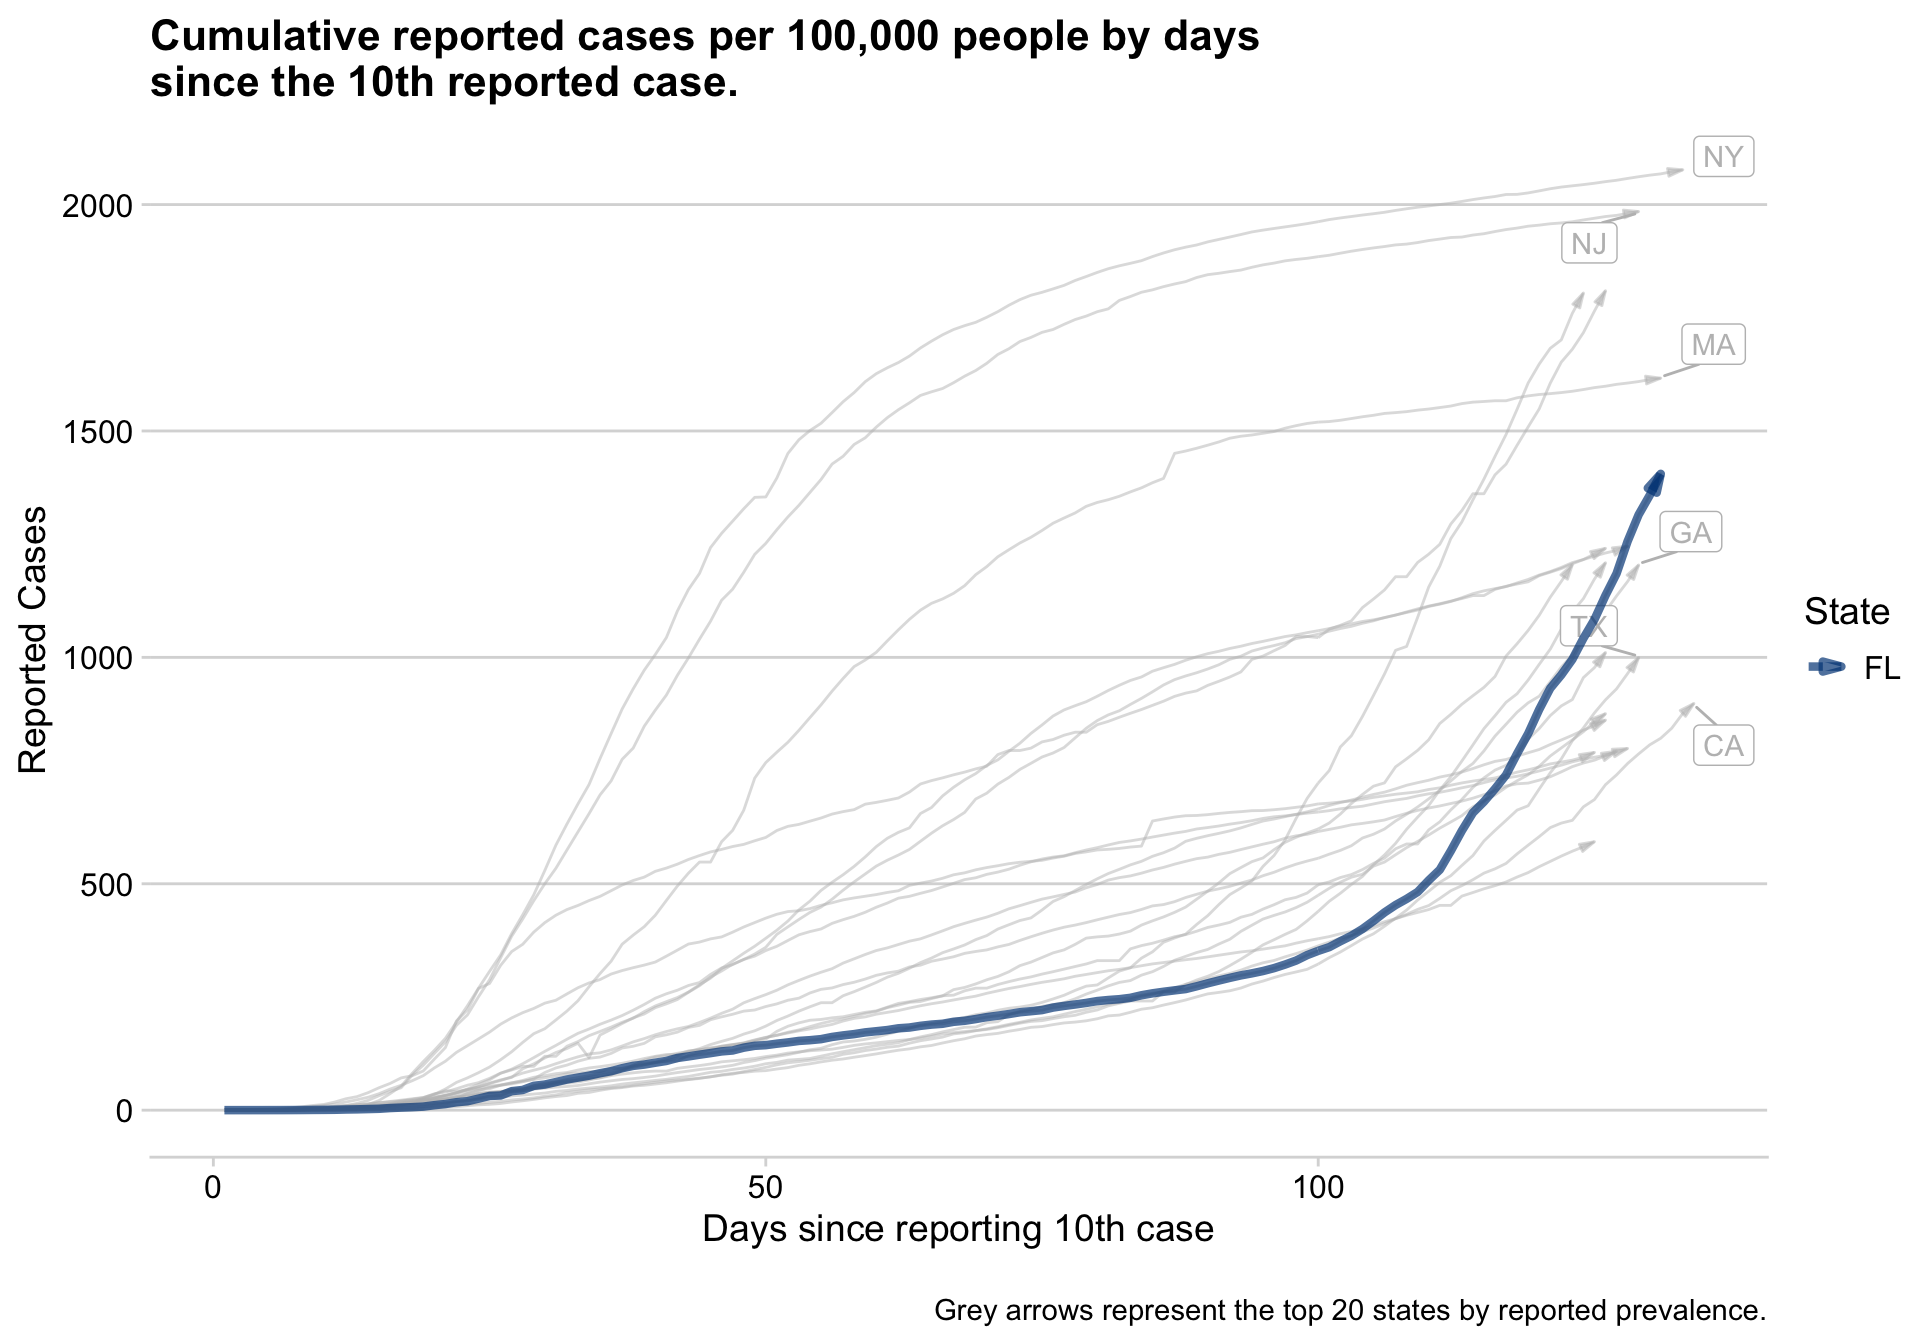 Cumulative reported cases per 100,000 people by days
since the 10th reported case.
NY
2000
NJ
MA
1500
GA
TX
1000
CA
500
0
Reported Cases
State
FL
0 50 100
Days since reporting 10th case
Grey arrows represent the top 20 states by reported prevalence.